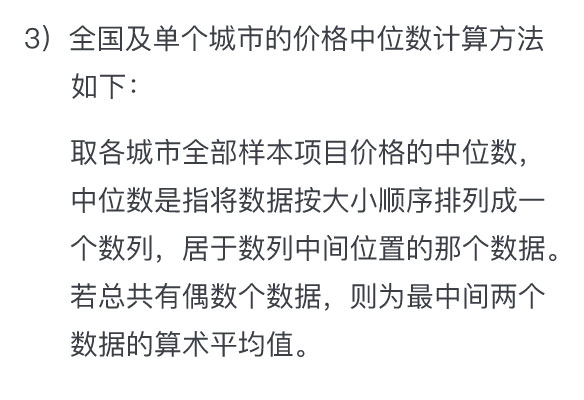 3）全国及单个城市的价格中位数计算方法
如下：
取各城市全部样本项目价格的中位数，
中位数是指将数据按大小顺序排列成一
个数列，居于数列中间位置的那个数据。
若总共有偶数个数据，则为最中间两个
数据的算术平均值。